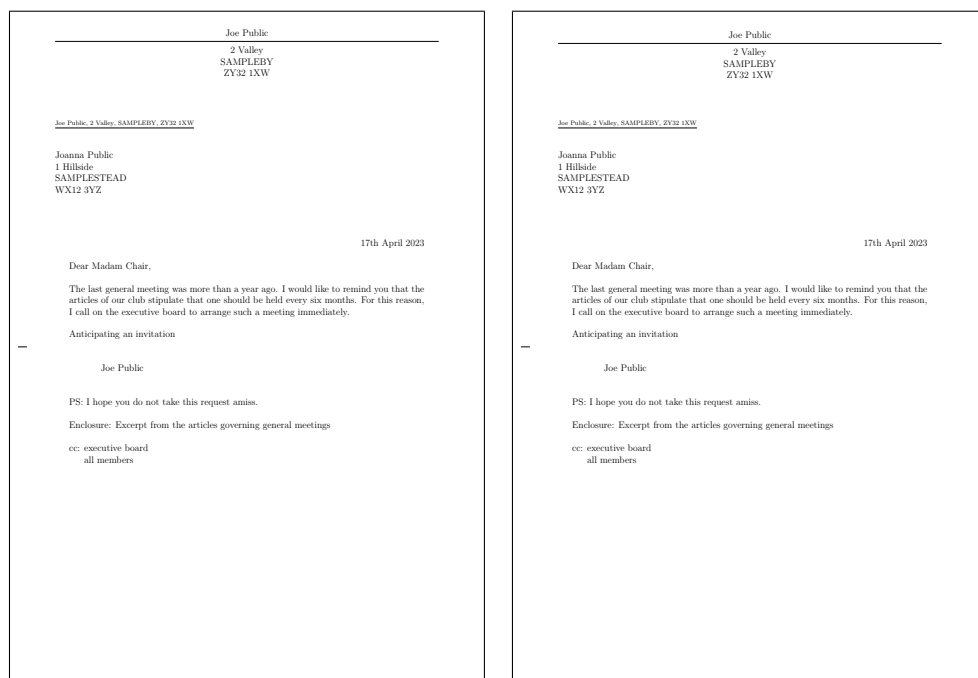 Joe Public
2 Valley
SAMPLEBY
ZY32 1XW
Joe Public, 2 Valley, SAMPLEBY, ZY32 1XW
Joanna Public
1 Hillside
SAMPLESTEAD
WX12 3YZ
17th April 2023
Dear Madam Chair,
The last general meeting was more than a year ago. I would like to remind you that the
articles of our club stipulate that one should be held every six months. For this reason,
I call on the executive board to arrange such a meeting immediately.
Anticipating an invitation
Joe Public
PS: I hope you do not take this request amiss.
Enclosure: Excerpt from the articles governing general meetings
cc: executive board
all members
Joe Public
2 Valley
SAMPLEBY
ZY32 1XW
Joe Public, 2 Valley, SAMPLEBY, ZY32 1XW
Joanna Public
1 Hillside
SAMPLESTEAD
WX12 3YZ
17th April 2023
Dear Madam Chair,
The last general meeting was more than a year ago. I would like to remind you that the
articles of our club stipulate that one should be held every six months. For this reason,
I call on the executive board to arrange such a meeting immediately.
Anticipating an invitation
Joe Public
PS: I hope you do not take this request amiss.
Enclosure: Excerpt from the articles governing general meetings
cc: executive board
all members